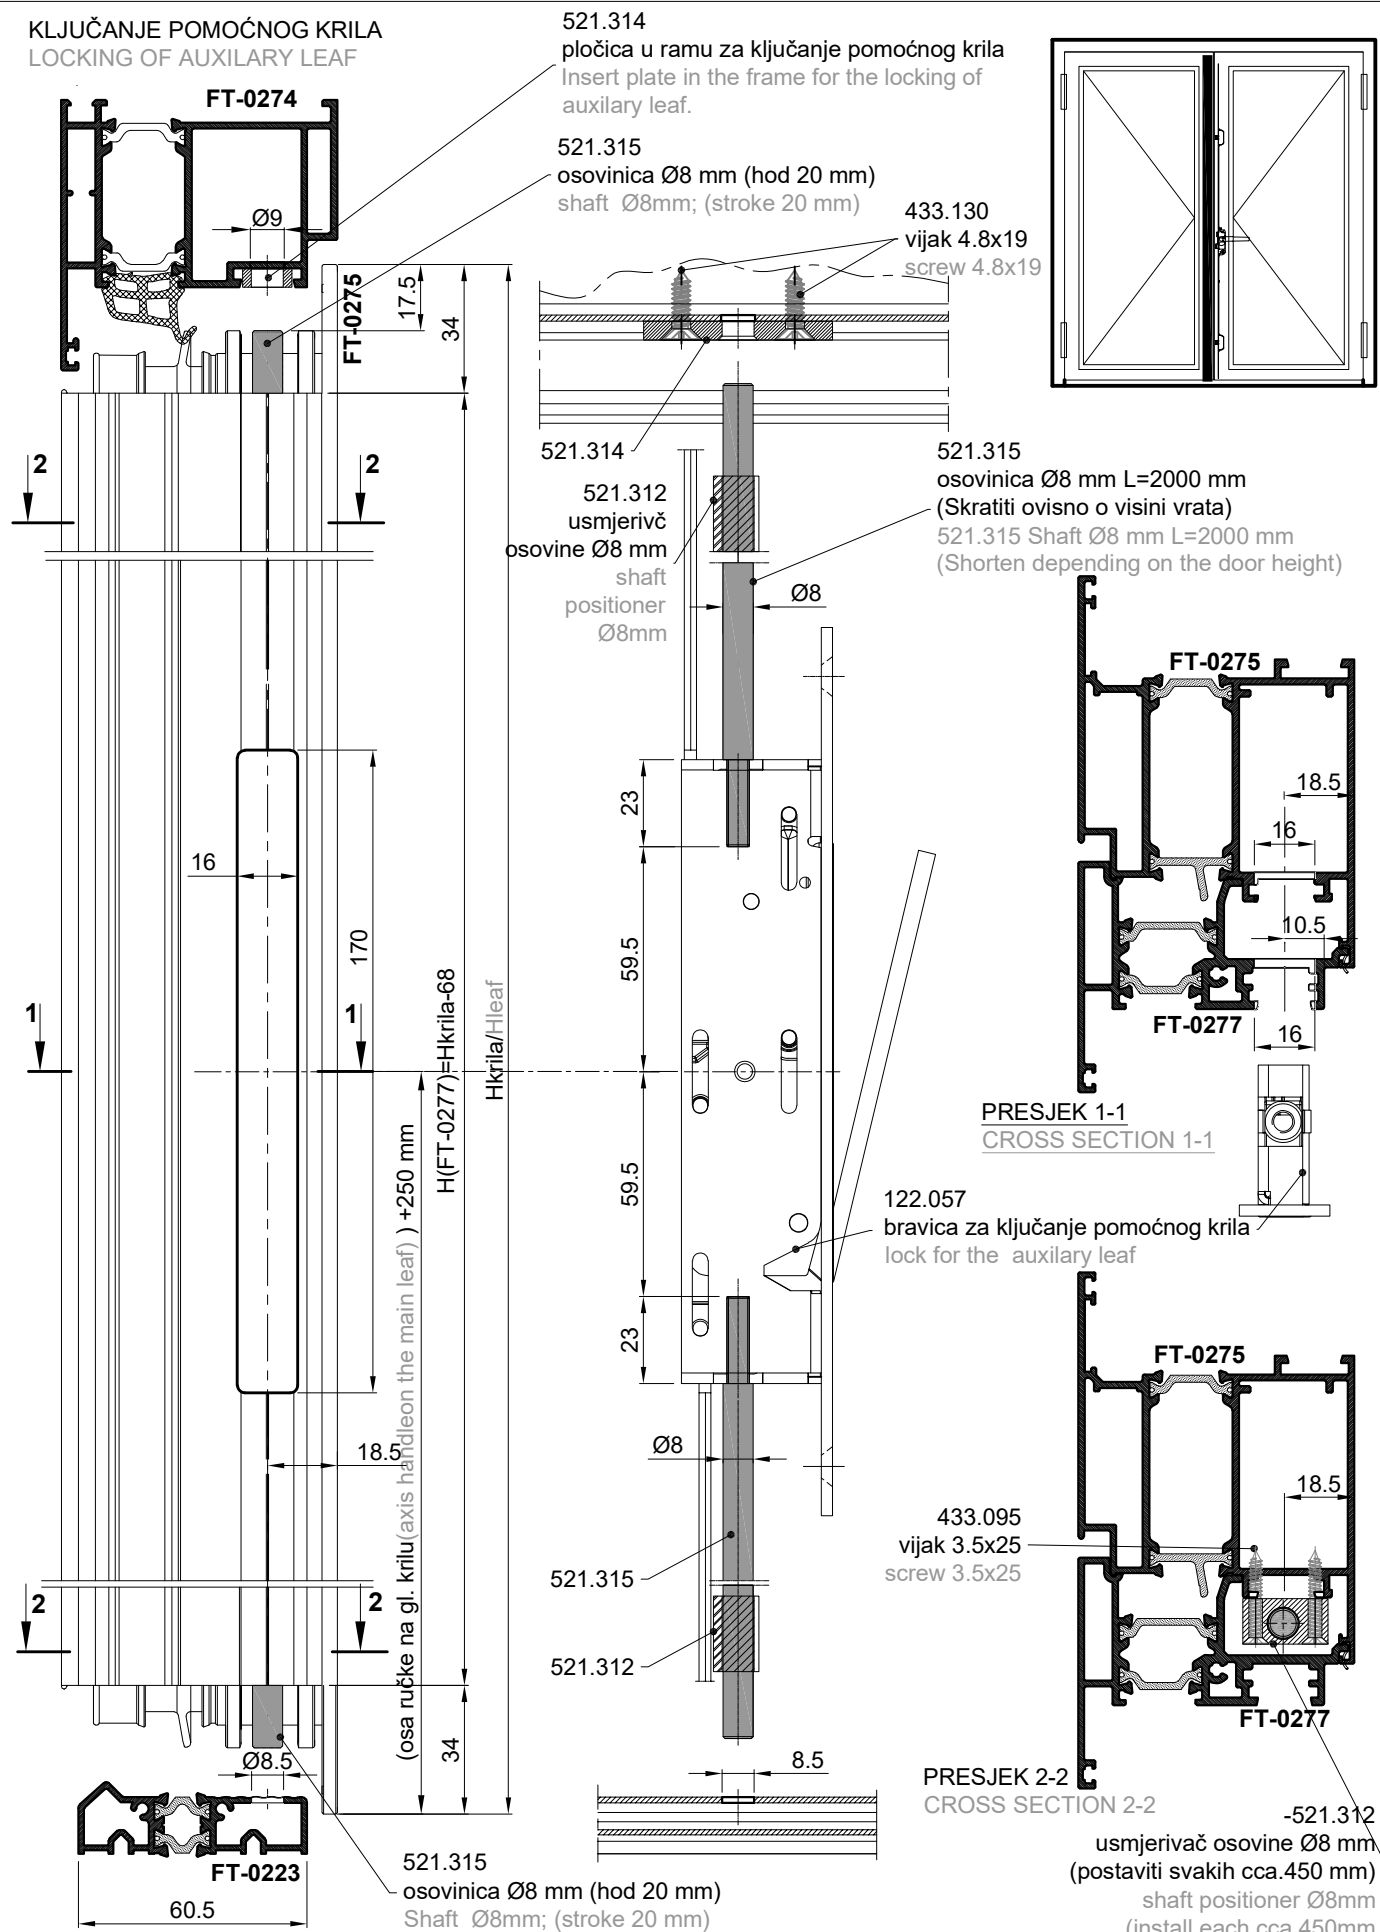 KLJUČANJE POMOĆNOG KRILA
LOCKING OF AUXILARY LEAF
521.314
pločica u ramu za ključanje pomoćnog krila
Insert plate in the frame for the locking of
auxilary leaf.
FT-0274
521.315
osovinica Ø8 mm (hod 20 mm)
shaft Ø8mm; (stroke 20 mm)
433.130
vijak 4.8x19
screw 4.8x19
Ø9
17.5
34
FT-0275
521.314
521.312
usmjerivč
osovine Ø8 mm
shaft
positioner
Ø8mm
521.315
osovinica Ø8 mm L=2000 mm
(Skratiti ovisno o visini vrata)
521.315 Shaft Ø8 mm L=2000 mm
(Shorten depending on the door height)
2
2
Ø8
FT-0275
18.5
16
10.5
FT-0277
16
PRESJEK 1-1
CROSS SECTION 1-1
23
59.5
59.5
23
16
170
1
1
H(FT-0277)=Hkrila-68
Hkrila/Hleaf
(osa ručke na gl. krilu(axis handleon the main leaf) ) +250 mm
122.057
bravica za ključanje pomoćnog krila
lock for the auxilary leaf
18.5
Ø8
FT-0275
18.5
433.095
vijak 3.5x25
screw 3.5x25
521.315
521.312
2
2
FT-0277
34
Ø8.5
8.5
PRESJEK 2-2
CROSS SECTION 2-2
-521.312
usmjerivač osovine Ø8 mm
(postaviti svakih cca.450 mm)
shaft positioner Ø8mm
(install each cca.450mm
FT-0223
60.5
521.315
osovinica Ø8 mm (hod 20 mm)
Shaft Ø8mm; (stroke 20 mm)